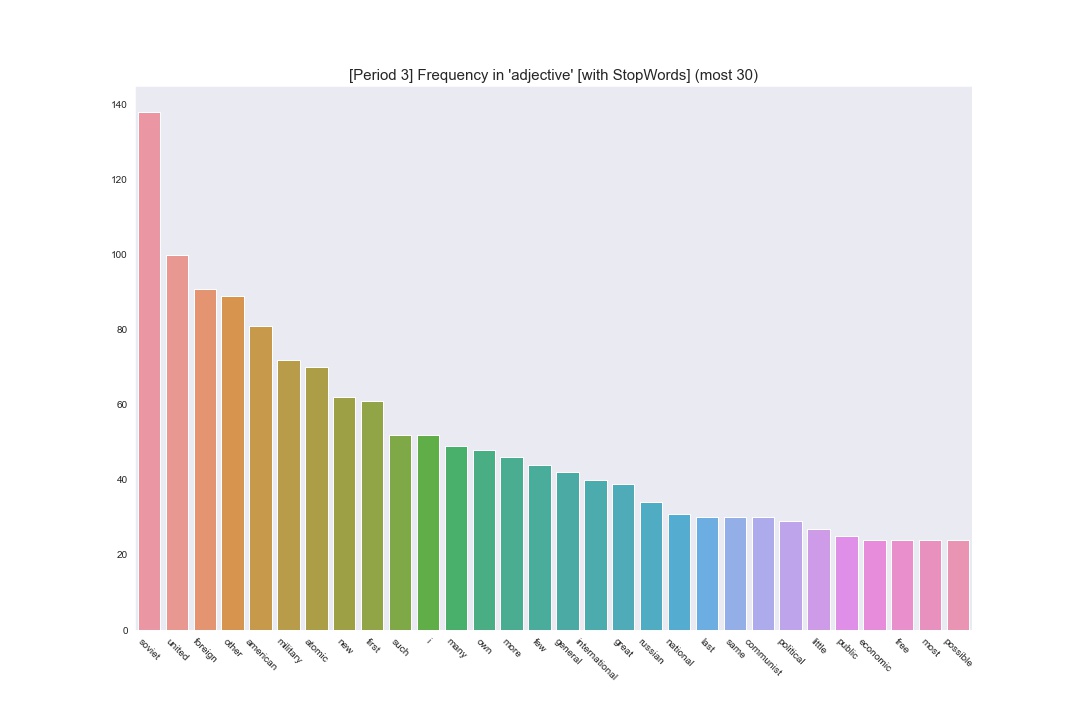 [Period 3] Frequency in 'adjective' [with StopWords] (most 30)
140
120
100
80
60
40
20
0
soviet
united
foreign
other
american
military
atomic
new
first
such
i
many
own
more
few
general
international
great
russian
national
last
same
communist
political
little
public
economic
free
most
possible